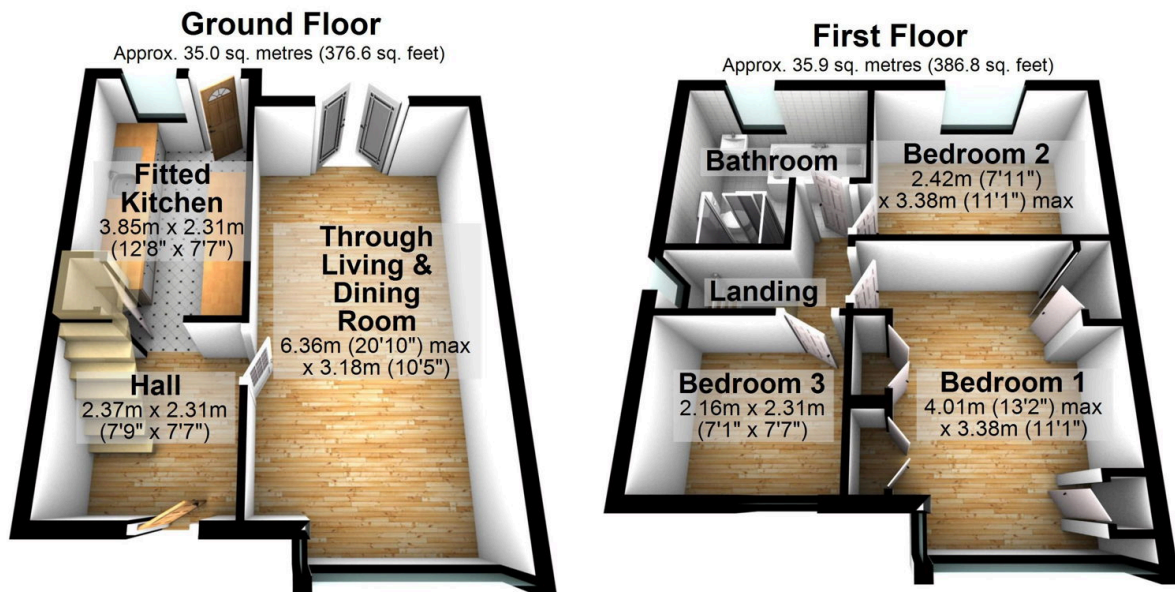 Ground Floor
Approx. 35.0 sq. metres (376.6 sq. feet)
Fitted
Kitchen
3.85m x 2.31m
(12'8" x 7'7")
Through
Living &
Dining
Room
6.36m (20'10") max
x 3.18m (10'5")
Hall
2.37m x 2.31m
(7'9" x 7'7")
First Floor
Approx. 35.9 sq. metres (386.8 sq. feet)
Bathroom
Bedroom 2
2.42m (7'11")
x 3.38m (11'1") max
Landing
Bedroom 3
2.16m x 2.31m
(7'1" x 7'7")
Bedroom 1
4.01m (13'2") max
x 3.38m (11'1")